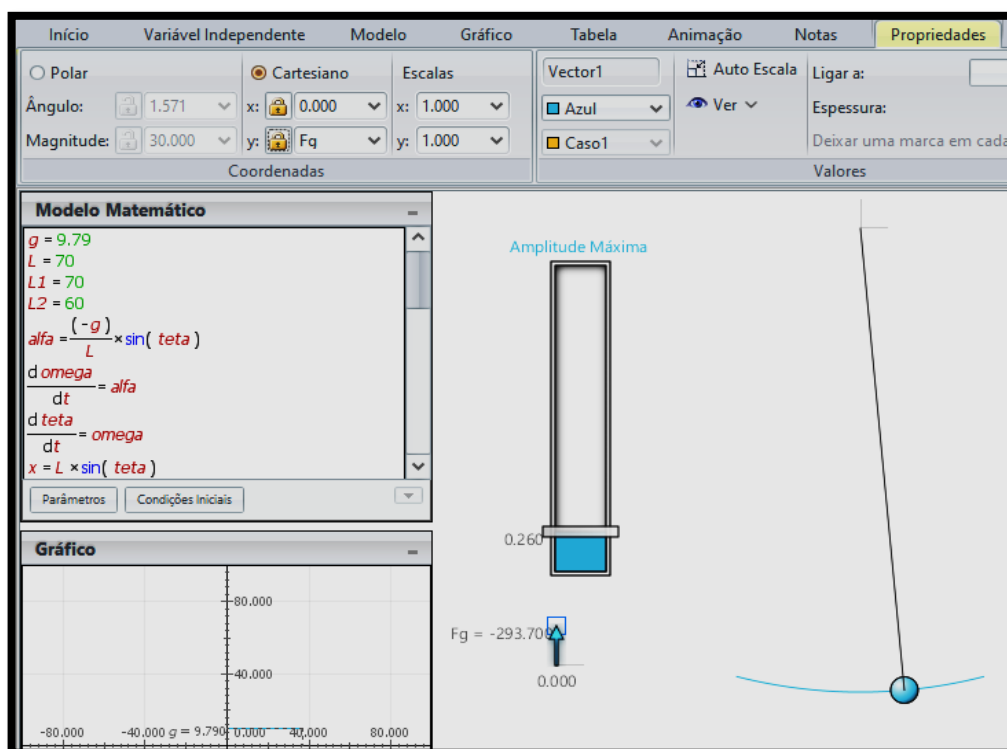 Início Variável Independente Modelo Gráfico Tabela Animação Notas Propriedades
Polar Cartesiano Escalas
Ângulo: 1.571 x: 0.000 x: 1.000
Magnitude: 30.000 y: Fg y: 1.000
Coordenadas
Vector1 Auto Escala Ligar a:
Azul Ver Espessura:
Caso1 Deixar uma marca em cada
Valores
Modelo Matemático
g = 9.79
L = 70
L1 = 70
L2 = 60
alfa = (-g)/L × sin( teta )
d omega/dt = alfa
d teta/dt = omega
x = L × sin( teta )
Parâmetros Condições Iniciais
Gráfico
80.000
40.000
-80.000 -40.000 g = 9.790 0.000 40.000 80.000
Amplitude Máxima
0.260
Fg = -293.700
0.000